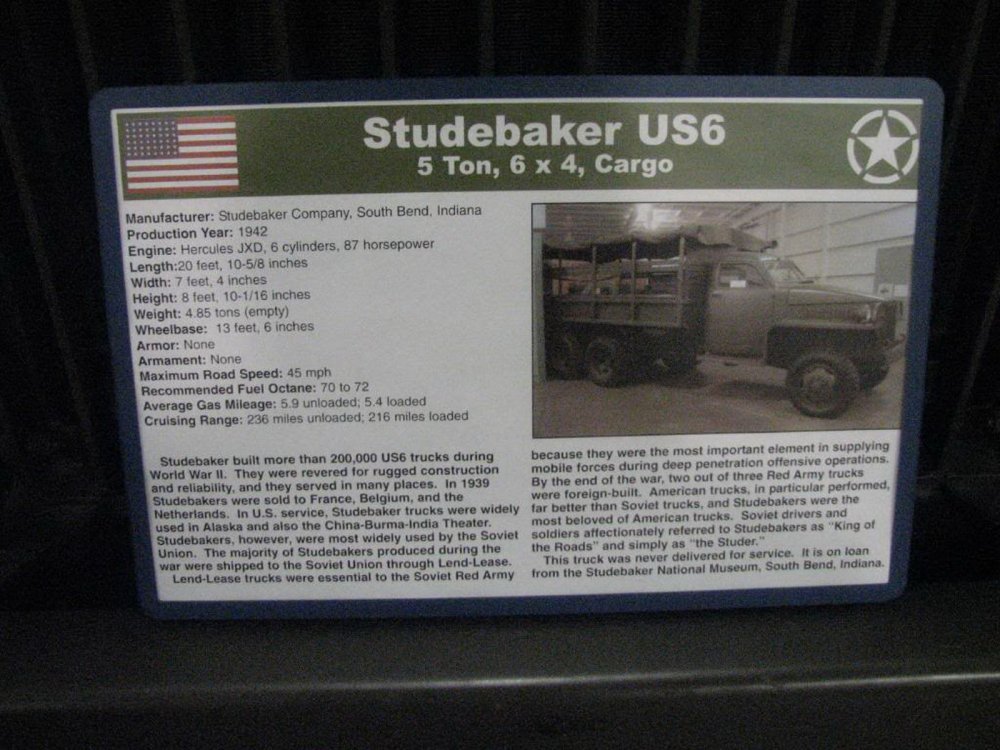 Studebaker US6
5 Ton, 6 x 4, Cargo
Manufacturer: Studebaker Company, South Bend, Indiana
Production Year: 1942
Engine: Hercules JXD, 6 cylinders, 87 horsepower
Length:20 feet, 10-5/8 inches
Width: 7 feet, 4 inches
Height: 8 feet, 10-1/16 inches
Weight: 4.85 tons (empty)
Wheelbase: 13 feet, 6 inches
Armor: None
Armament: None
Maximum Road Speed: 45 mph
Recommended Fuel Octane: 70 to 72
Average Gas Mileage: 5.9 unloaded; 5.4 loaded
Cruising Range: 236 miles unloaded; 216 miles loaded
Studebaker built more than 200,000 US6 trucks during
World War II. They were revered for rugged construction
and reliability, and they served in many places. In 1939
Studebakers were sold to France, Belgium, and the
Netherlands. In U.S. service, Studebaker trucks were widely
used in Alaska and also the China-Burma-India Theater.
Studebakers, however, were most widely used by the Soviet
Union. The majority of Studebakers produced during the
war were shipped to the Soviet Union through Lend-Lease.
Lend-Lease trucks were essential to the Soviet Red Army
because they were the most important element in supplying
mobile forces during deep penetration offensive operations.
By the end of the war, two out of three Red Army trucks
were foreign-built. American trucks, in particular performed,
far better than Soviet trucks, and Studebakers were the
most beloved of American trucks. Soviet drivers and
soldiers affectionately referred to Studebakers as “King of
the Roads” and simply as “the Studer.”
This truck was never delivered for service. It is on loan
from the Studebaker National Museum, South Bend, Indiana.